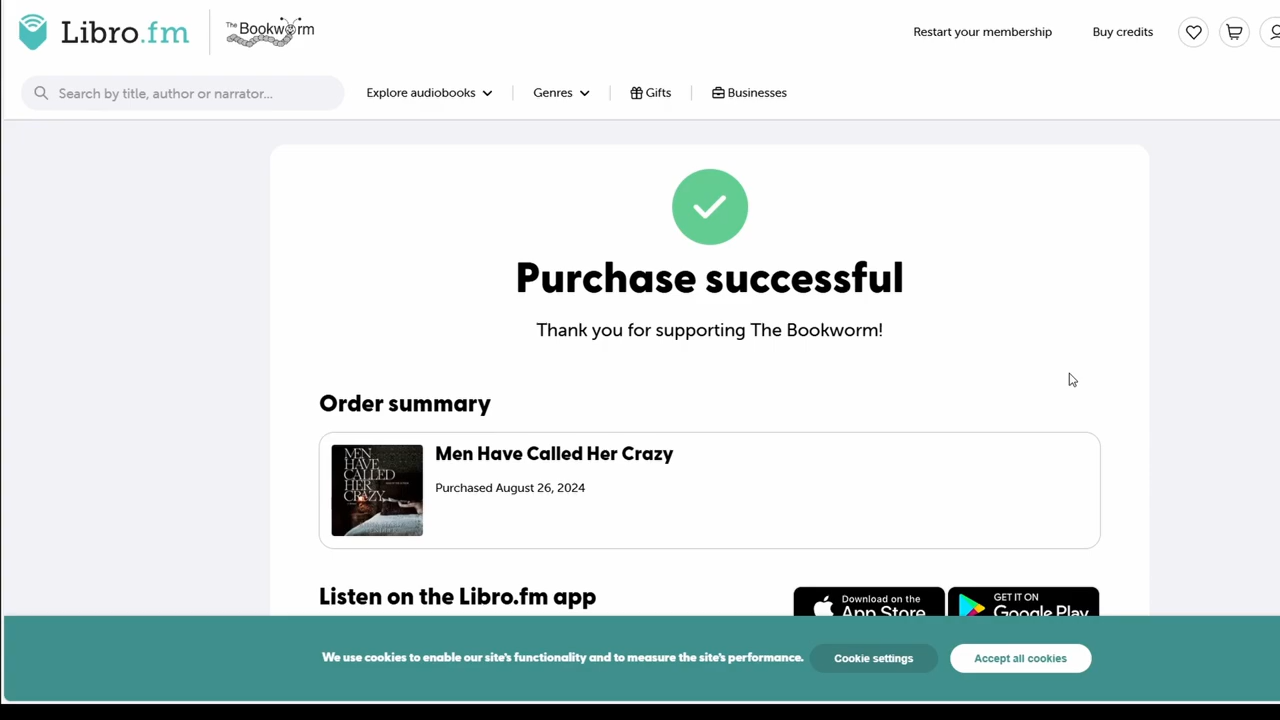 Libro.fm
The Bookworm
Restart your membership
Buy credits
Search by title, author or narrator...
Explore audiobooks
Genres
Gifts
Businesses
Purchase successful
Thank you for supporting The Bookworm!
Order summary
MEN
HAVE
CALLED
HER
CRAZY
Men Have Called Her Crazy
Purchased August 26, 2024
Listen on the Libro.fm app
Download on the
App Store
GET IT ON
Google Play
We use cookies to enable our site's functionality and to measure the site's performance.
Cookie settings
Accept all cookies